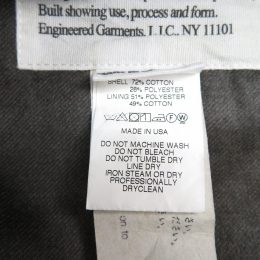 Built showing use, process and form.
Engineered Garments. LLC.. NY 11101
SHELL 72% COTTON
28% POLYESTER
LINING 51% POLYESTER
49% COTTON
MADE IN USA
DO NOT MACHINE WASH
DO NOT BLEACH
DO NOT TUMBLE DRY
LINE DRY
IRON STEAM OR DRY
PROFESSIONALLY
DRYCLEAN